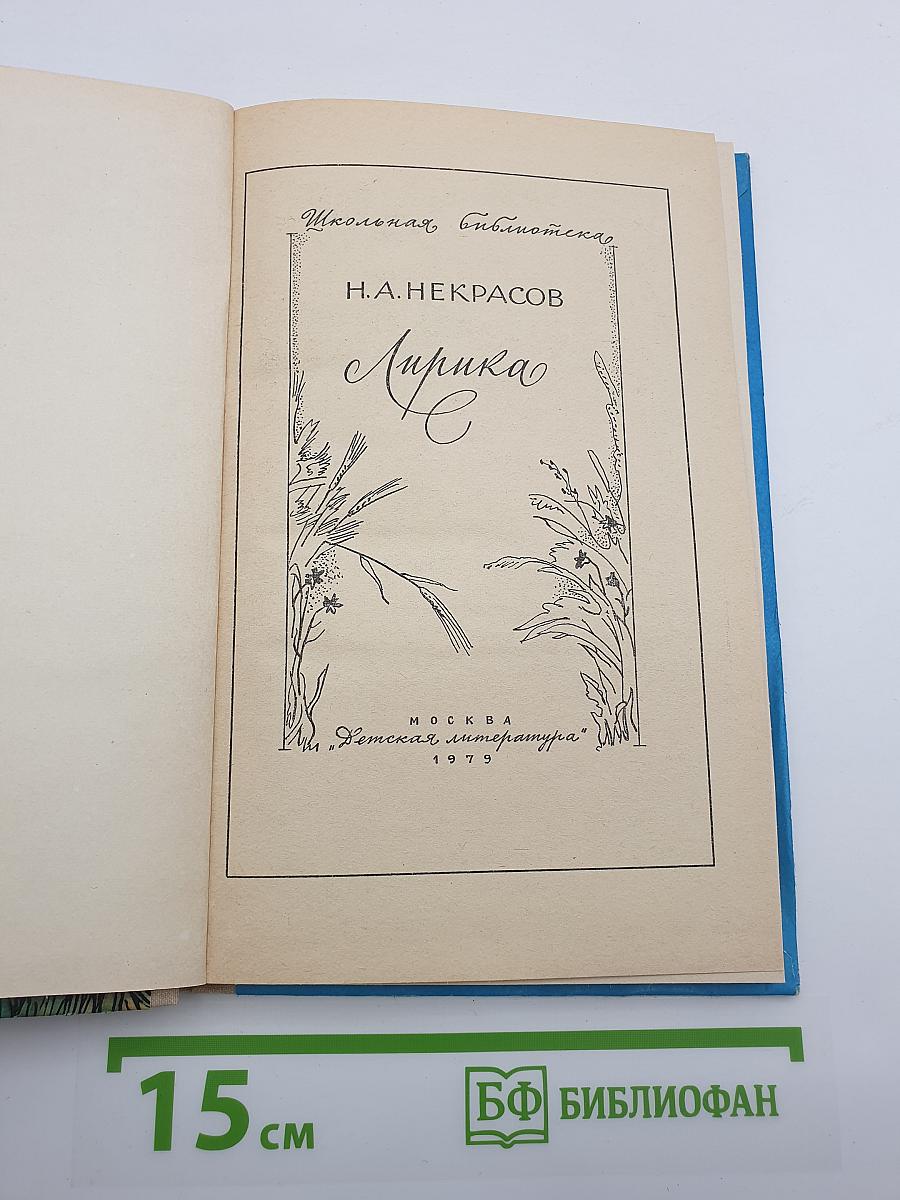 Школьная библиотека
Н. А. НЕКРАСОВ
Лирика
МОСКВА
„Детская литература"
1979
15 см
БФ БИБЛИОФАН